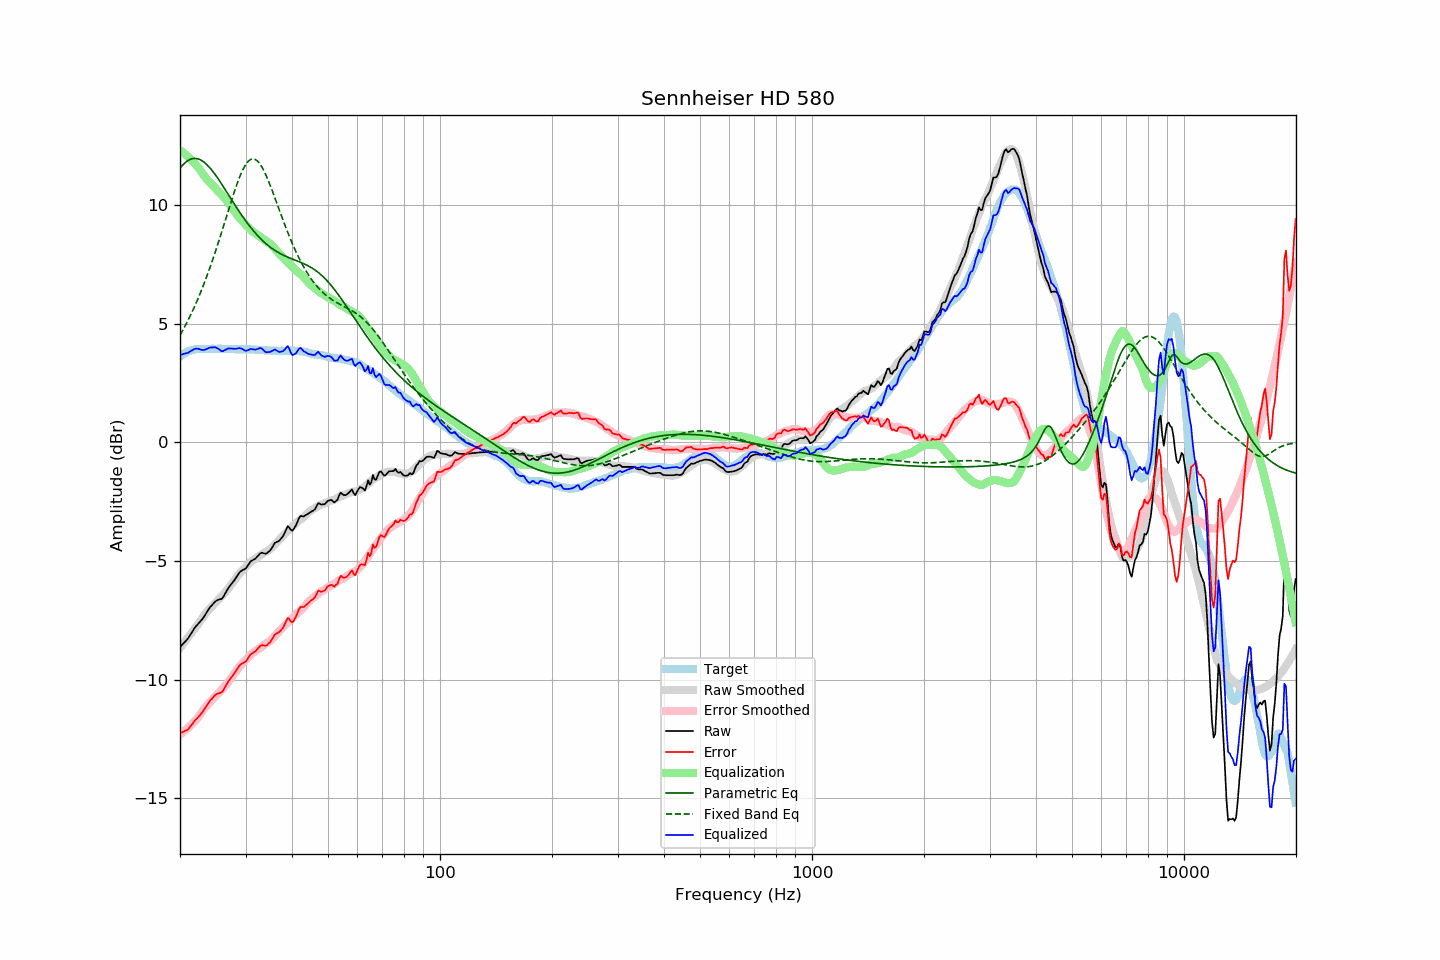 Sennheiser HD 580
Amplitude (dBr)
10
5
0
−5
−10
−15
Target
Raw Smoothed
Error Smoothed
Raw
Error
Equalization
Parametric Eq
Fixed Band Eq
Equalized
100
1000
10000
Frequency (Hz)